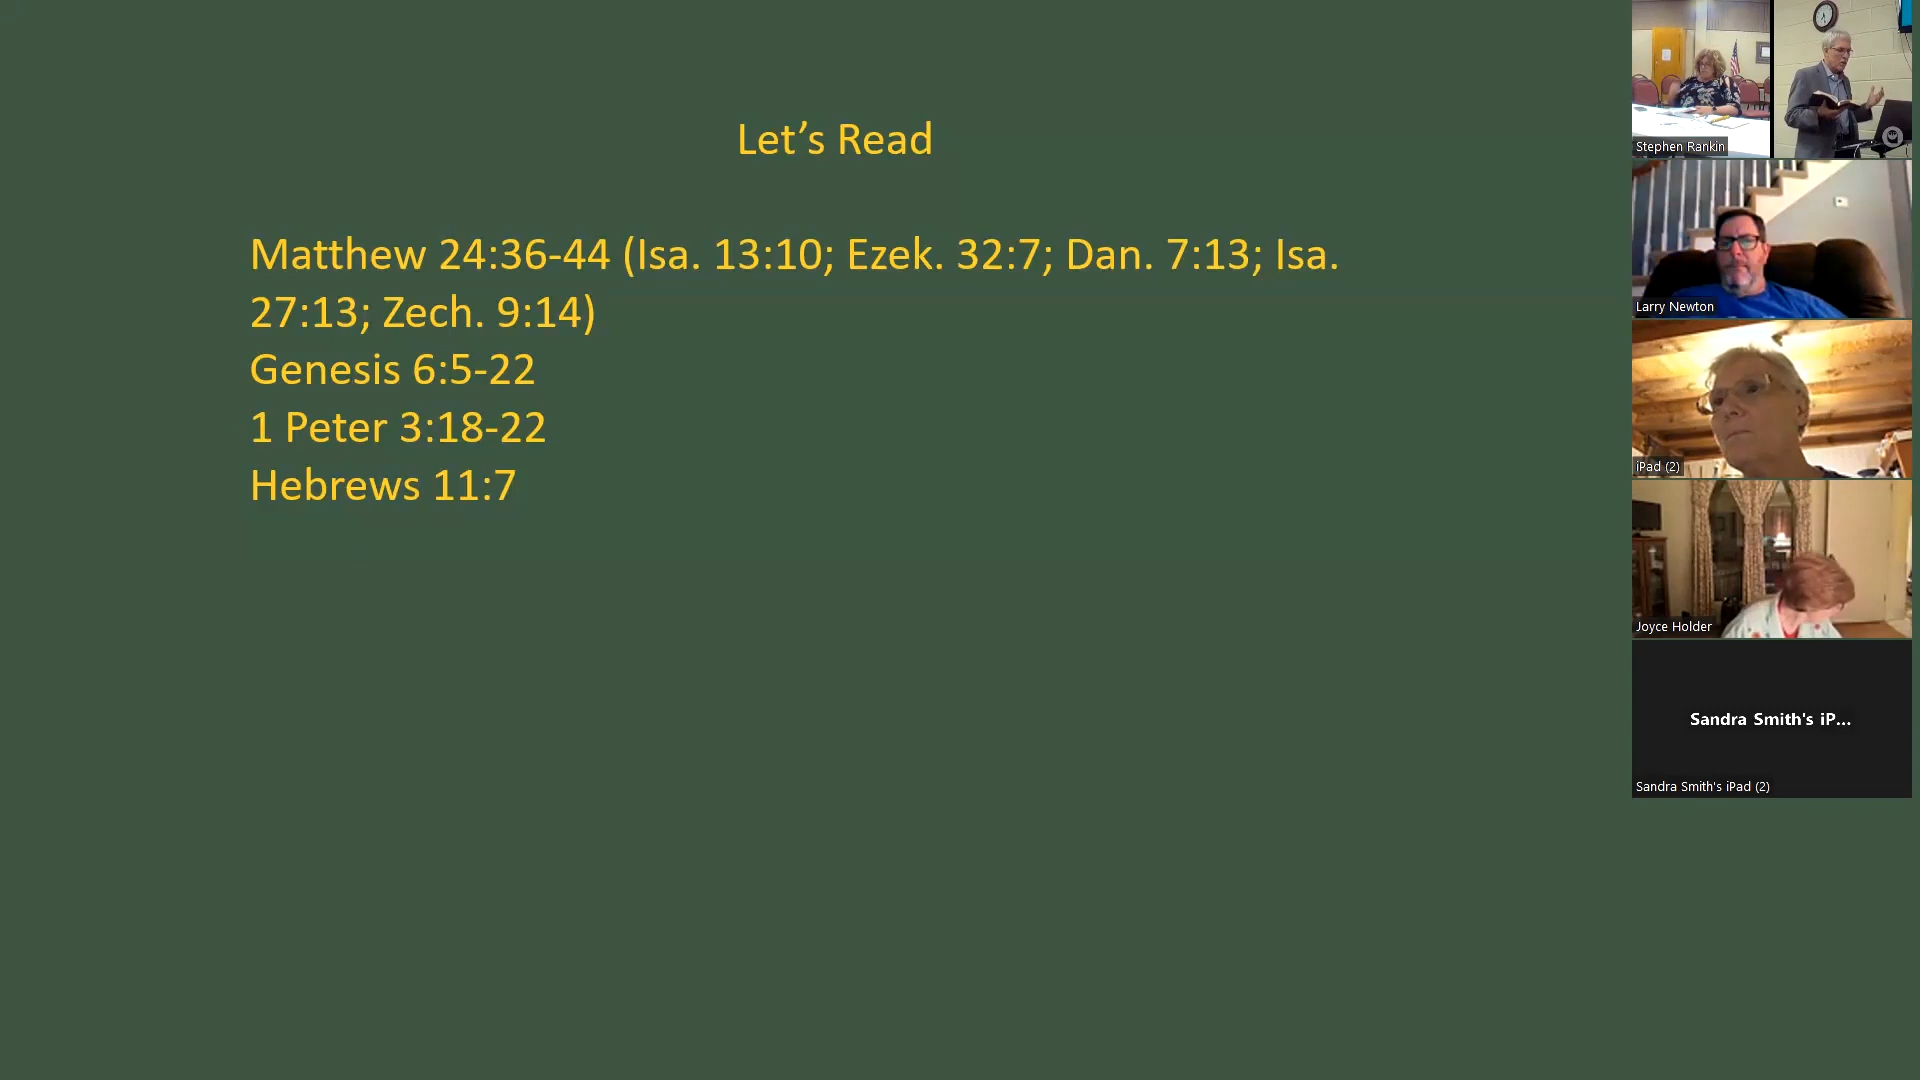 Let’s Read
Matthew 24:36-44 (Isa. 13:10; Ezek. 32:7; Dan. 7:13; Isa.
27:13; Zech. 9:14)
Genesis 6:5-22
1 Peter 3:18-22
Hebrews 11:7
Stephen Rankin
Larry Newton
iPad (2)
Joyce Holder
Sandra Smith's iP...
Sandra Smith's iPad (2)